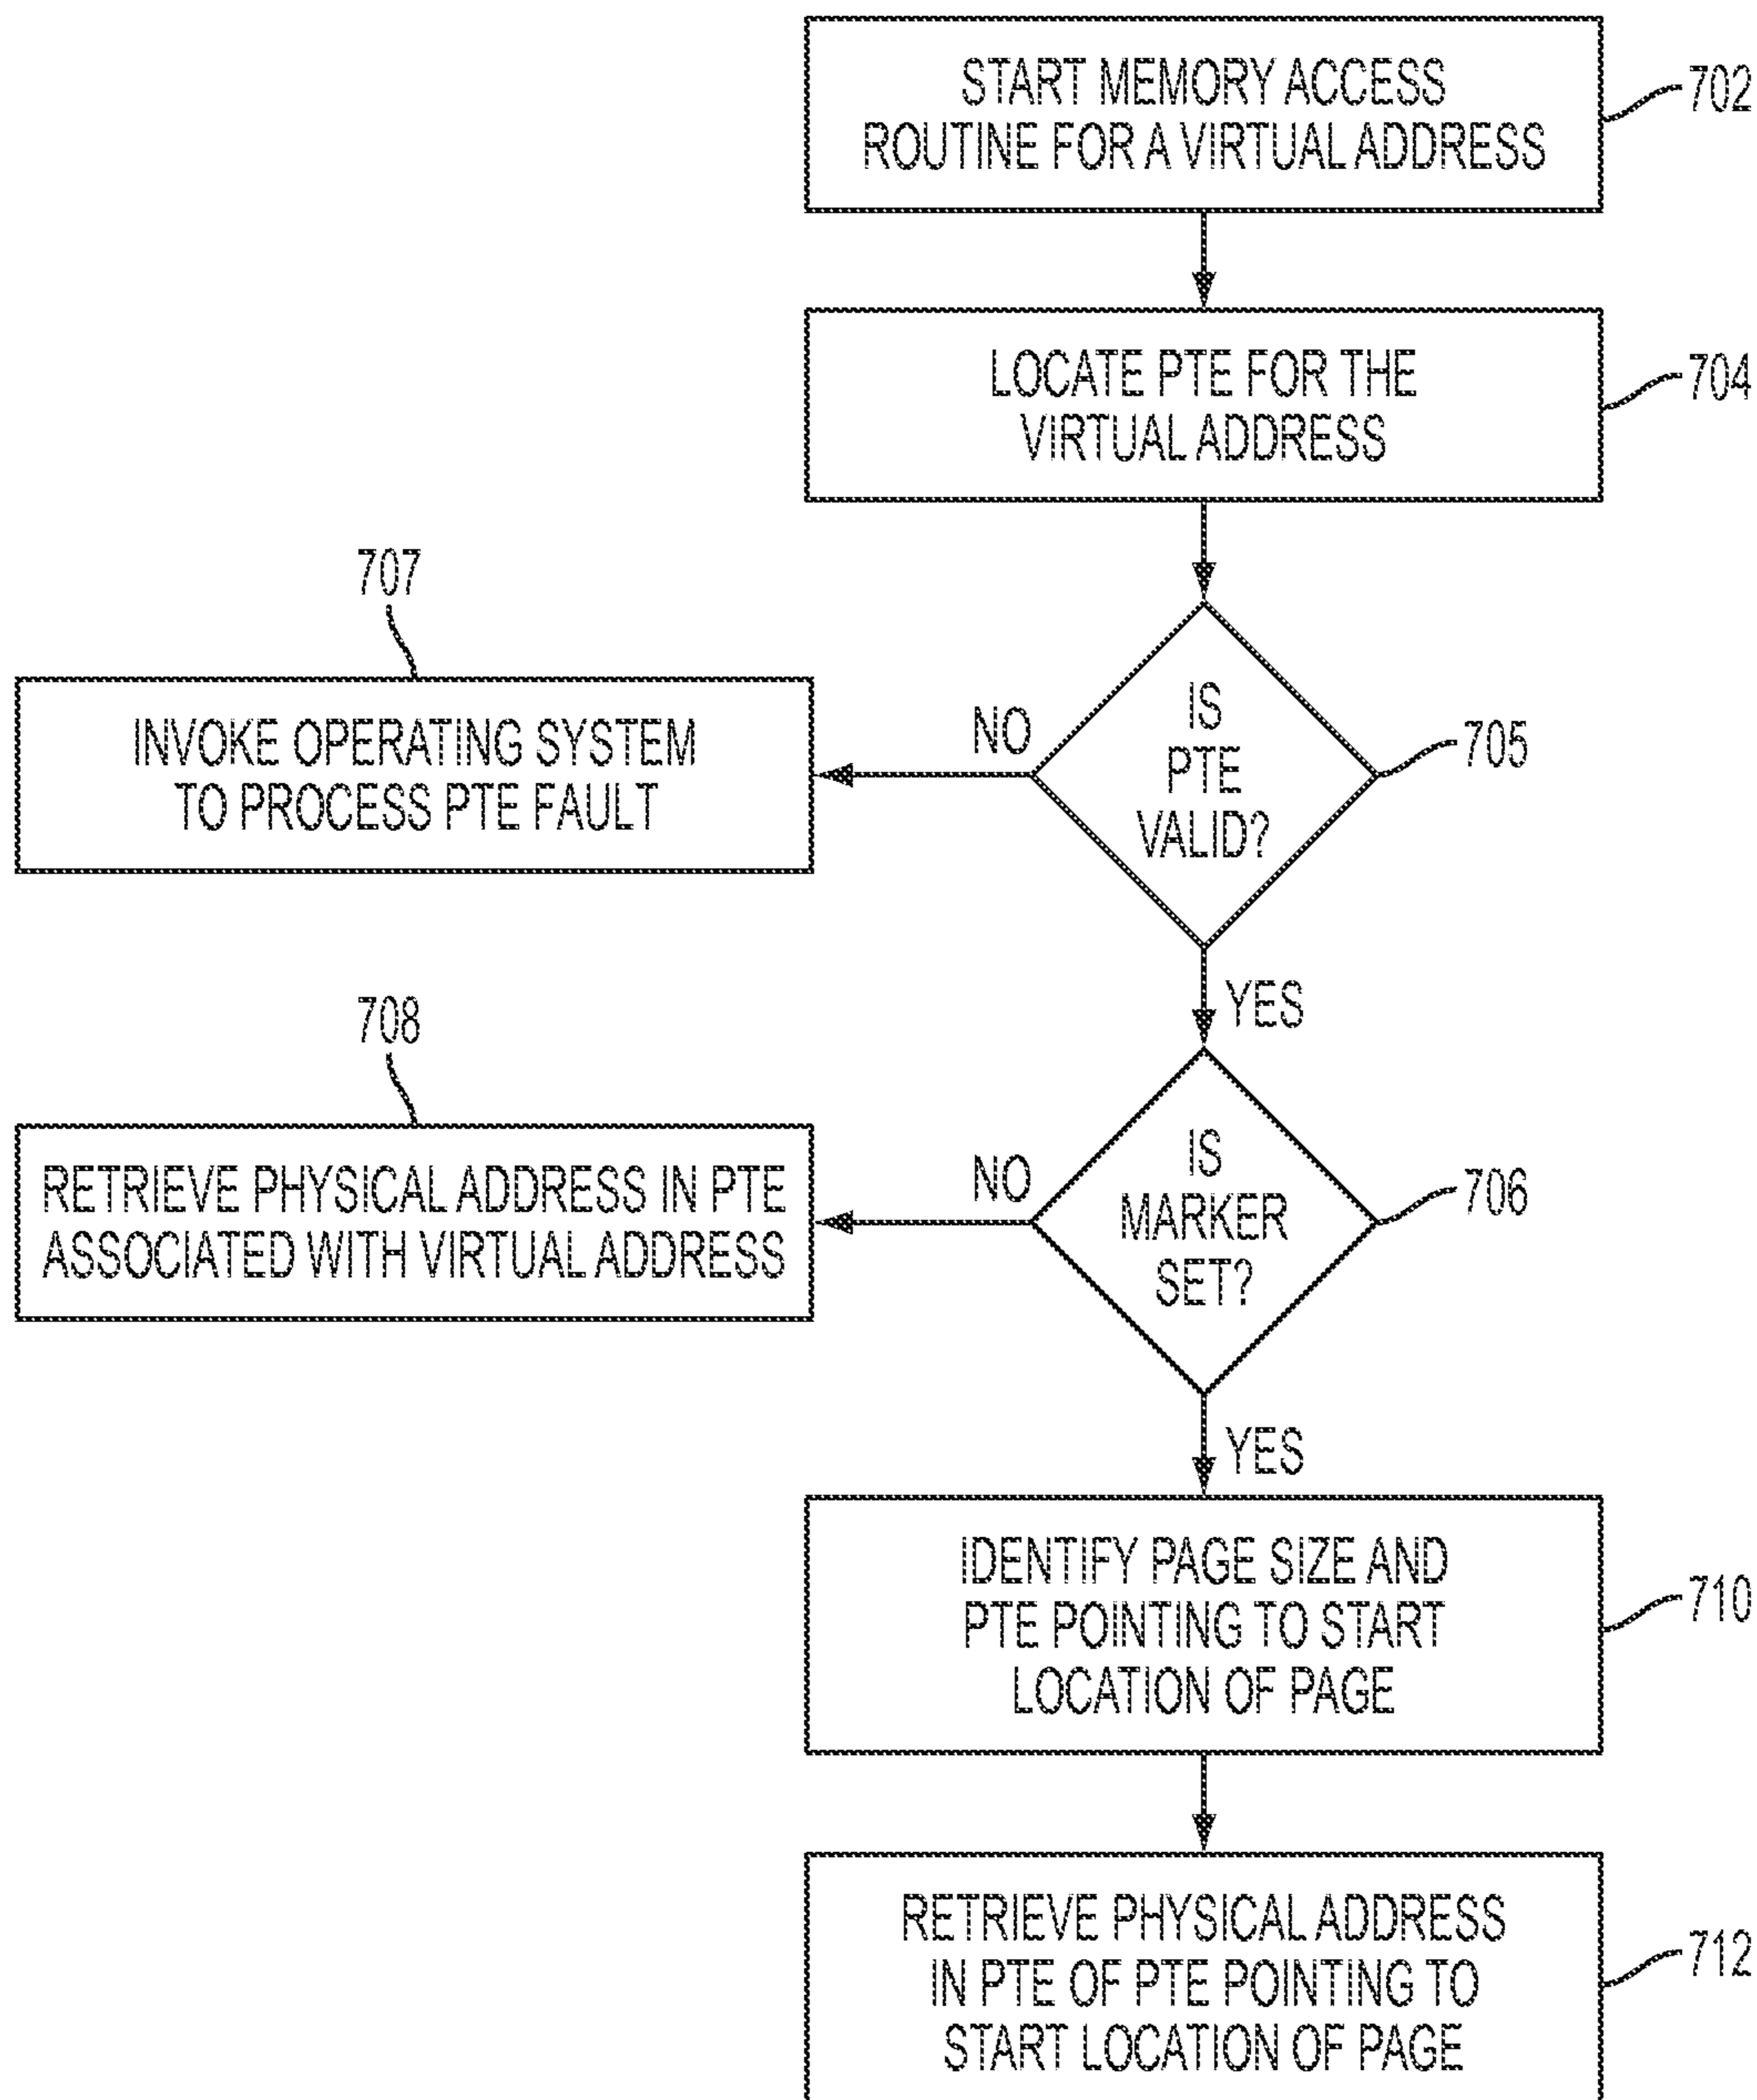 START MEMORY ACCESS
ROUTINE FOR A VIRTUAL ADDRESS
702
LOCATE PTE FOR THE
VIRTUAL ADDRESS
704
707
INVOKE OPERATING SYSTEM
TO PROCESS PTE FAULT
NO
IS
PTE
VALID?
705
YES
708
RETRIEVE PHYSICAL ADDRESS IN PTE
ASSOCIATED WITH VIRTUAL ADDRESS
NO
IS
MARKER
SET?
706
YES
IDENTIFY PAGE SIZE AND
PTE POINTING TO START
LOCATION OF PAGE
710
RETRIEVE PHYSICAL ADDRESS
IN PTE OF PTE POINTING TO
START LOCATION OF PAGE
712